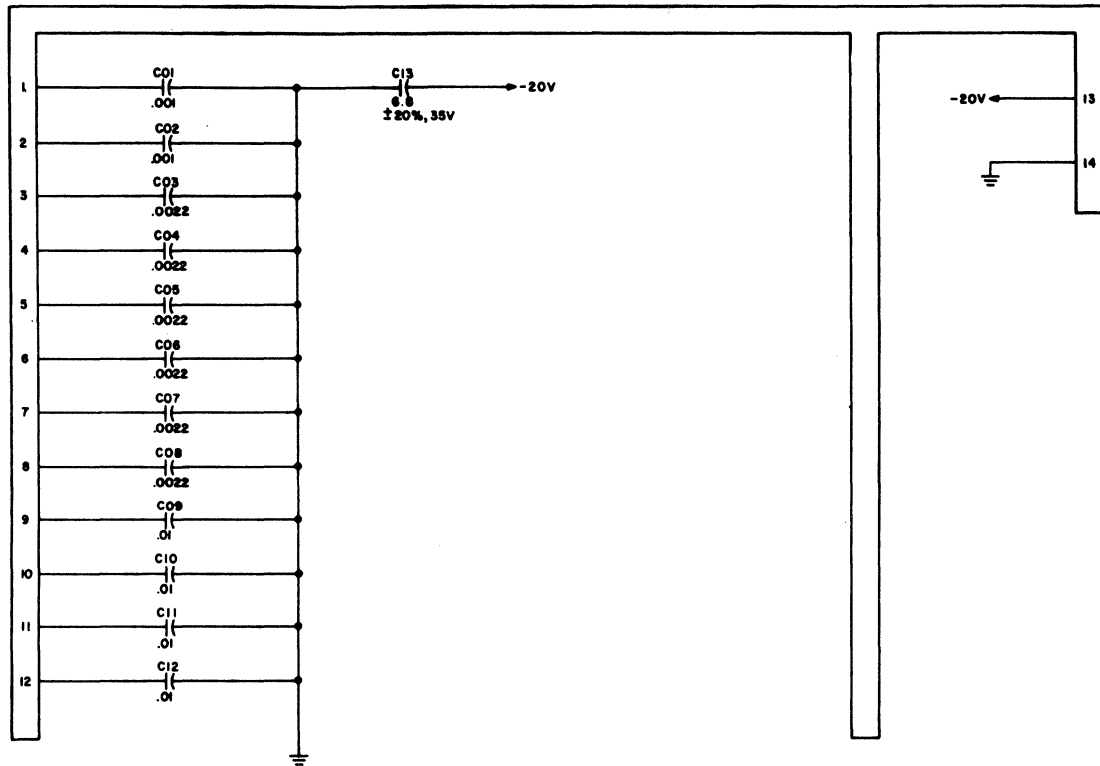 1 C01 .001
C13 6.8 ±20%, 35V -20V
2 C02 .001
3 C03 .0022
4 C04 .0022
5 C05 .0022
6 C06 .0022
7 C07 .0022
8 C08 .0022
9 C09 .01
10 C10 .01
11 C11 .01
12 C12 .01
-20V 13
14